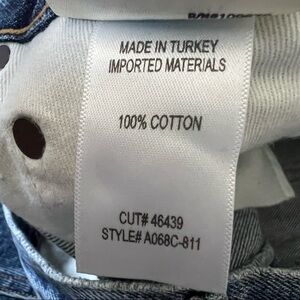 MADE IN TURKEY
IMPORTED MATERIALS
100% COTTON
CUT# 46439
STYLE# A068C-811